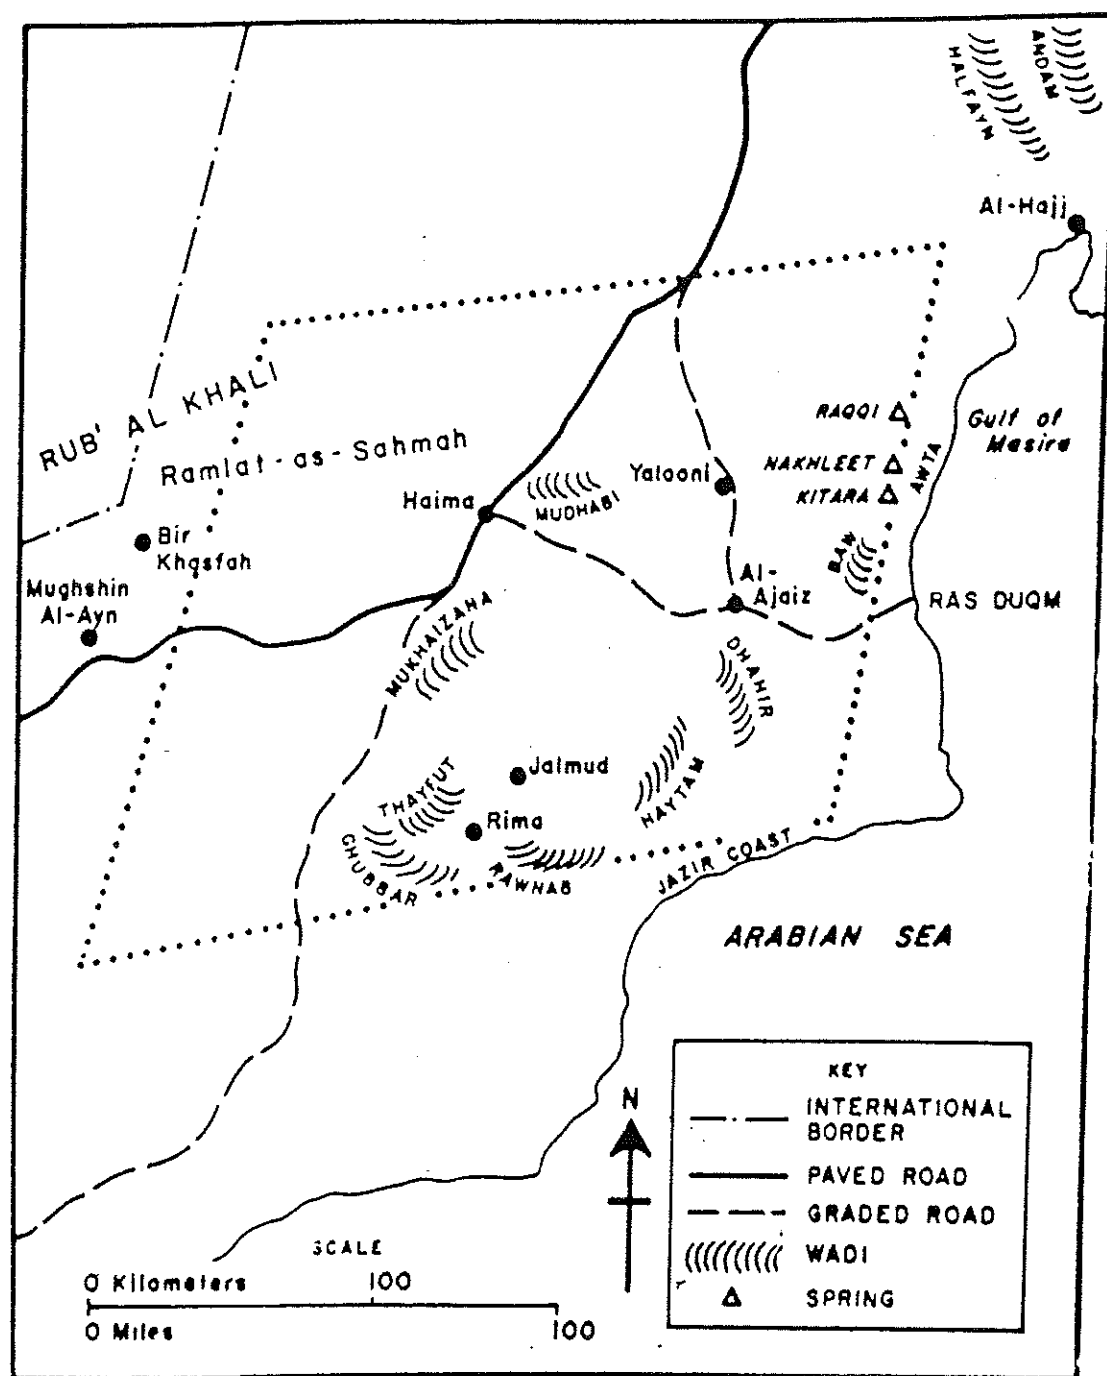 HALFAYN
ANDAM
Al-Hajj
RUB' AL KHALI
Ramlat-as-Sahmah
RAQQI
Gulf of
Masira
NAKHLEET
KITARA
AWTA
Yalooni
Haima
MUDHABI
Bir
Khasfah
BAW
Mughshin
Al-Ayn
Al-
Ajaiz
RAS DUQM
MUKHAIZAHA
DHAHIR
Jalmud
THAYFUT
HAYTAM
Rima
GHUBBAR
RAWNAB
JAZIR COAST
ARABIAN SEA
KEY
INTERNATIONAL
BORDER
PAVED ROAD
GRADED ROAD
WADI
SPRING
N
SCALE
0 Kilometers 100
0 Miles 100